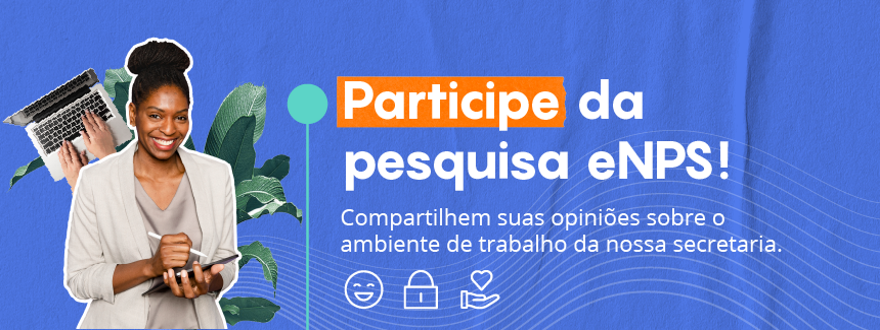 Participe da
pesquisa eNPS!
Compartilhem suas opiniões sobre o
ambiente de trabalho da nossa secretaria.